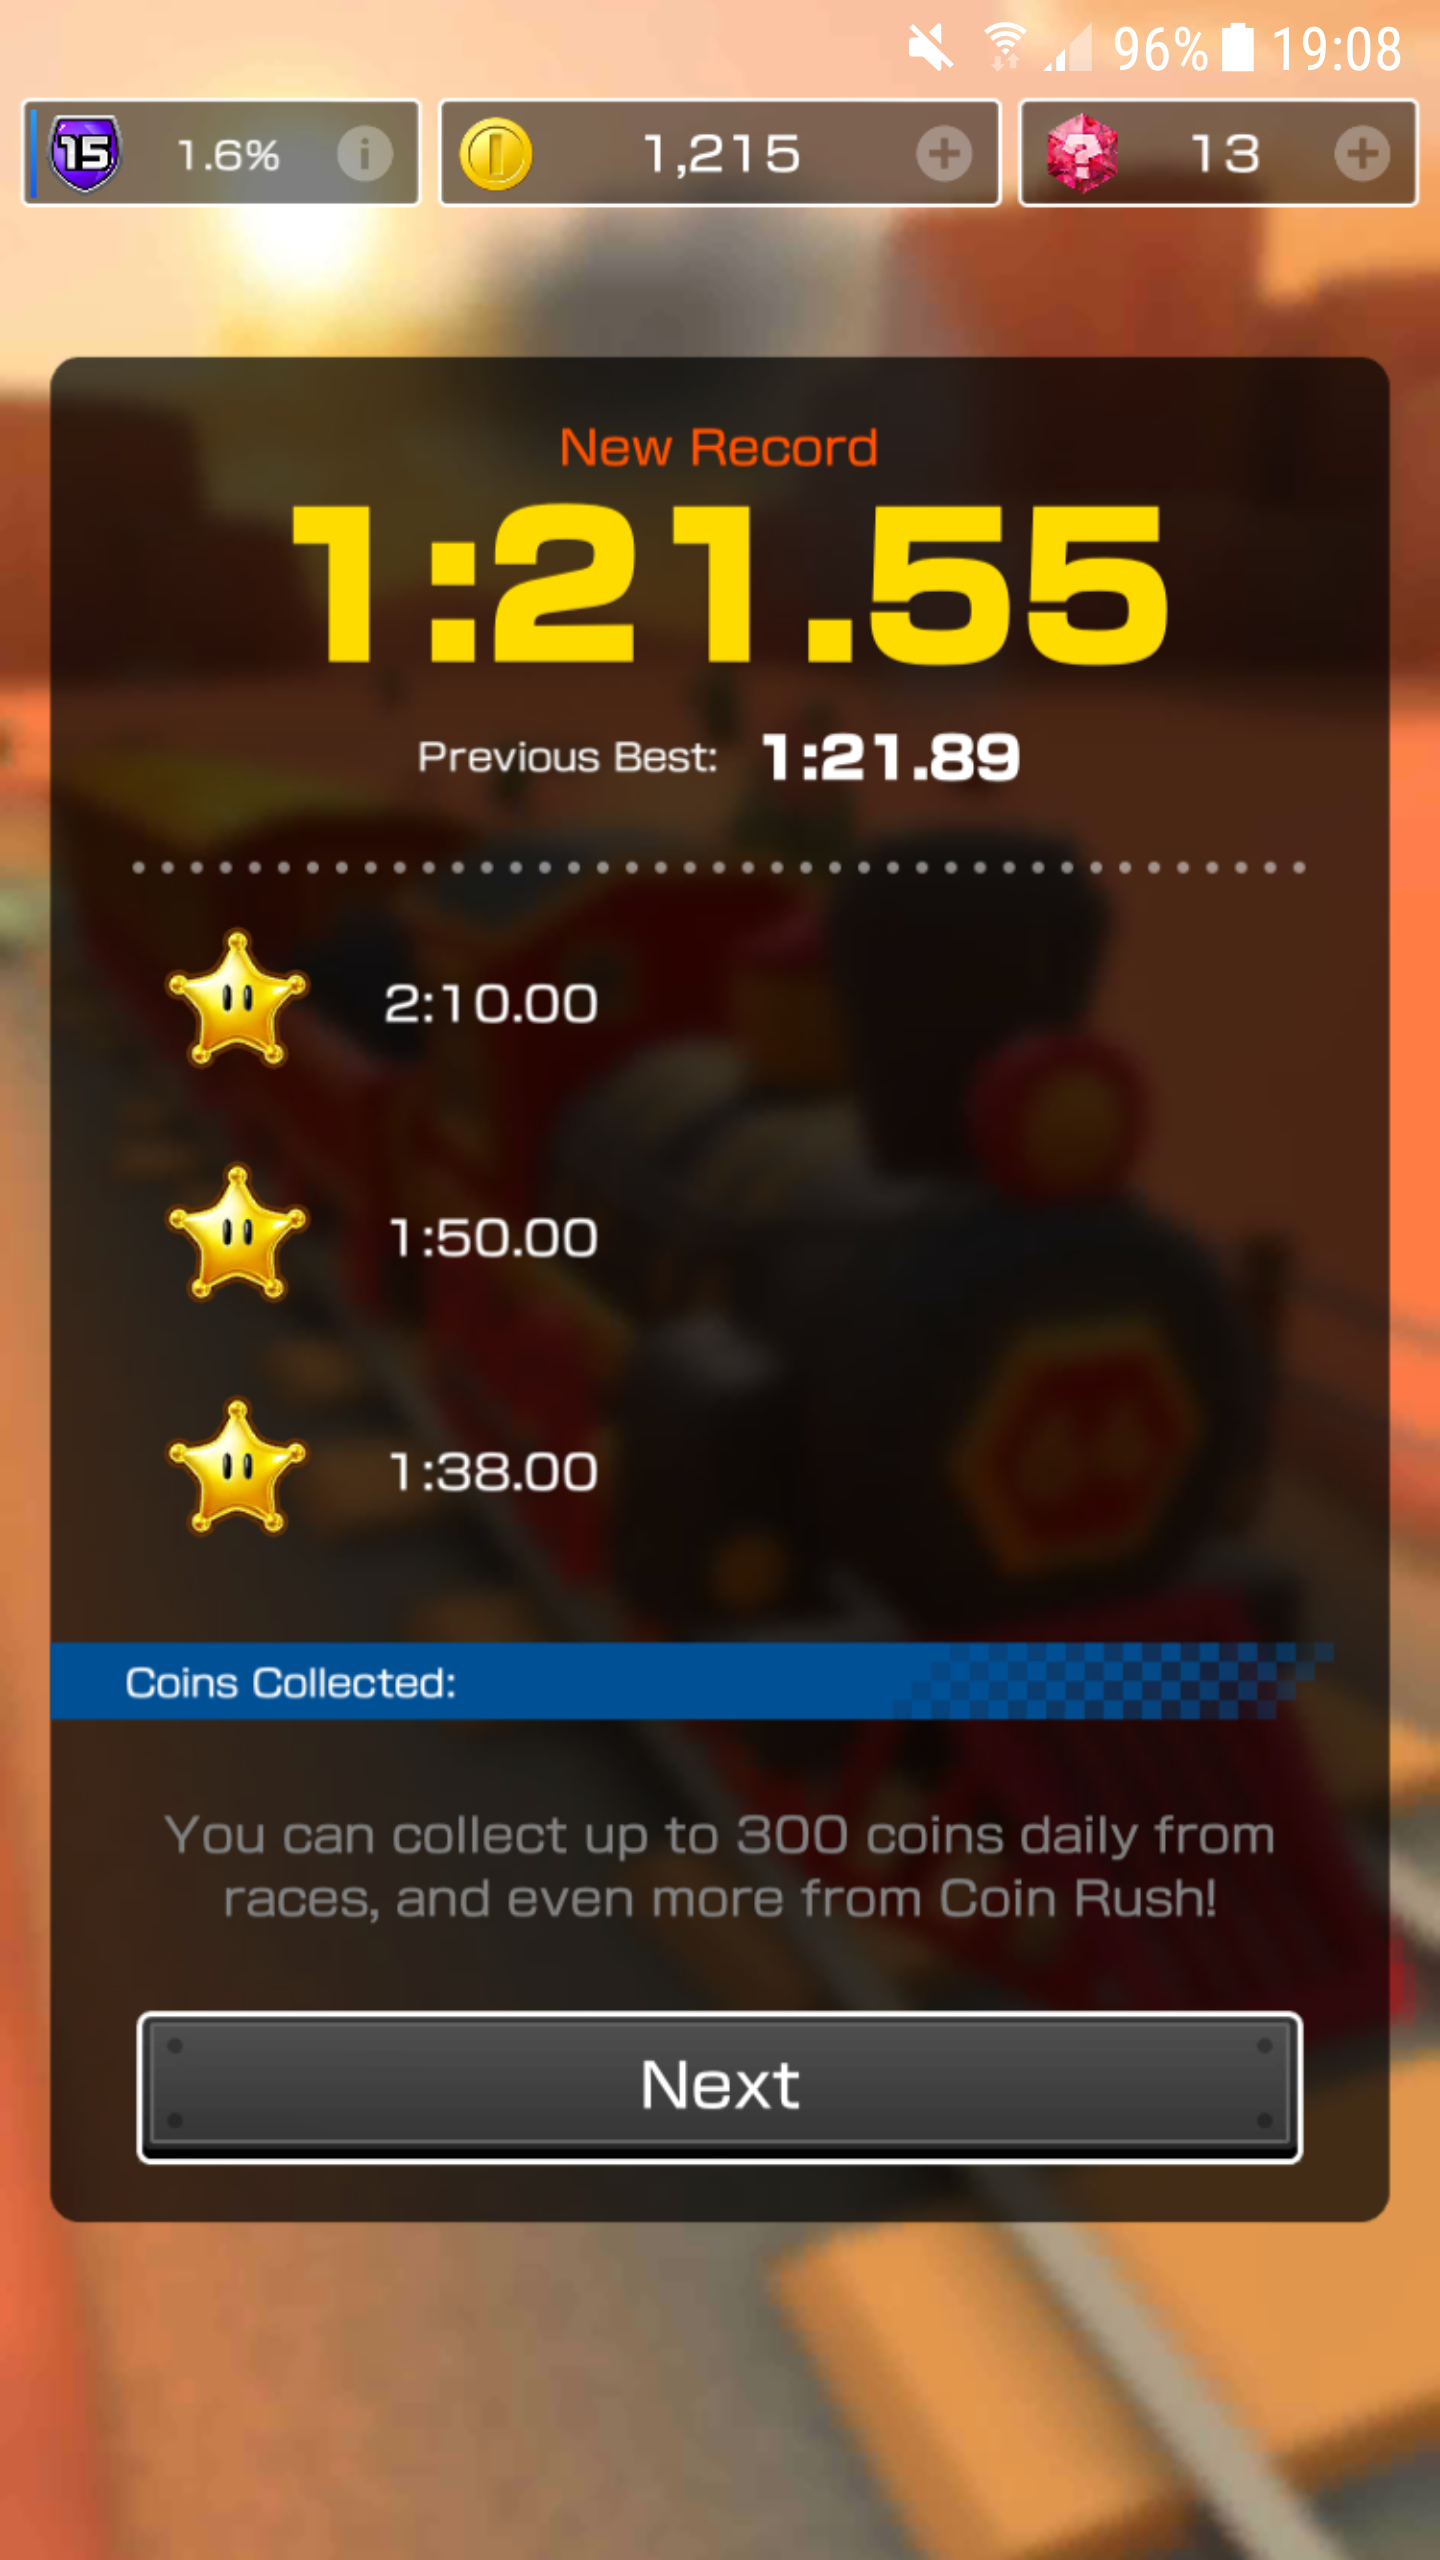 96% 19:08
15 1.6% i 1,215 + ? 13 +
New Record
1:21.55
Previous Best: 1:21.89
2:10.00
1:50.00
1:38.00
Coins Collected:
You can collect up to 300 coins daily from
races, and even more from Coin Rush!
Next